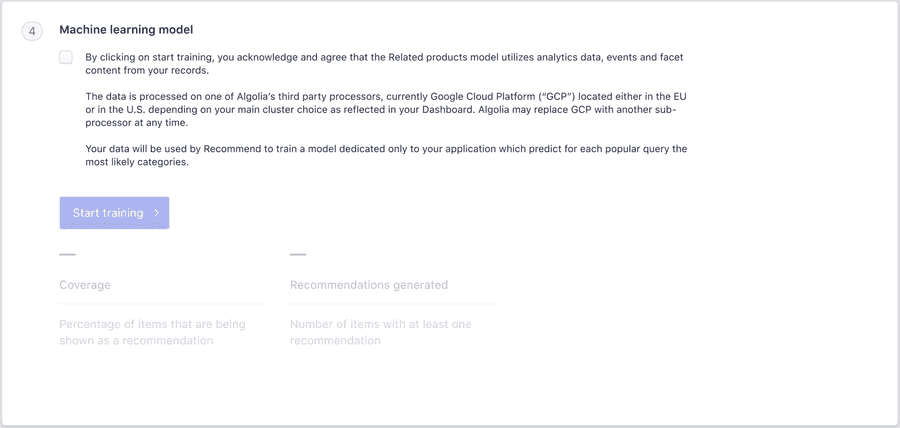 4
Machine learning model
By clicking on start training, you acknowledge and agree that the Related products model utilizes analytics data, events and facet
content from your records.
The data is processed on one of Algolia's third party processors, currently Google Cloud Platform (“GCP”) located either in the EU
or in the U.S. depending on your main cluster choice as reflected in your Dashboard. Algolia may replace GCP with another sub-
processor at any time.
Your data will be used by Recommend to train a model dedicated only to your application which predict for each popular query the
most likely categories.
Start training
Coverage
Recommendations generated
Percentage of items that are being
shown as a recommendation
Number of items with at least one
recommendation